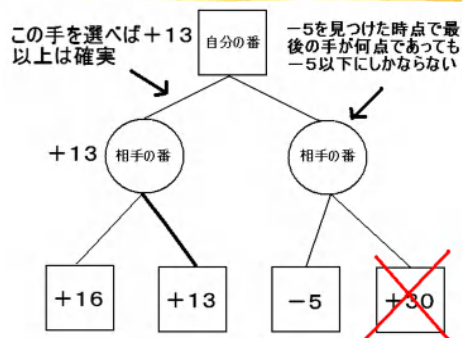 この手を選べば＋13
以上は確実
自分の番
－5を見つけた時点で最
後の手が何点であっても
－5以下にしかならない
＋13
相手の番
相手の番
＋16
＋13
－5
＋30